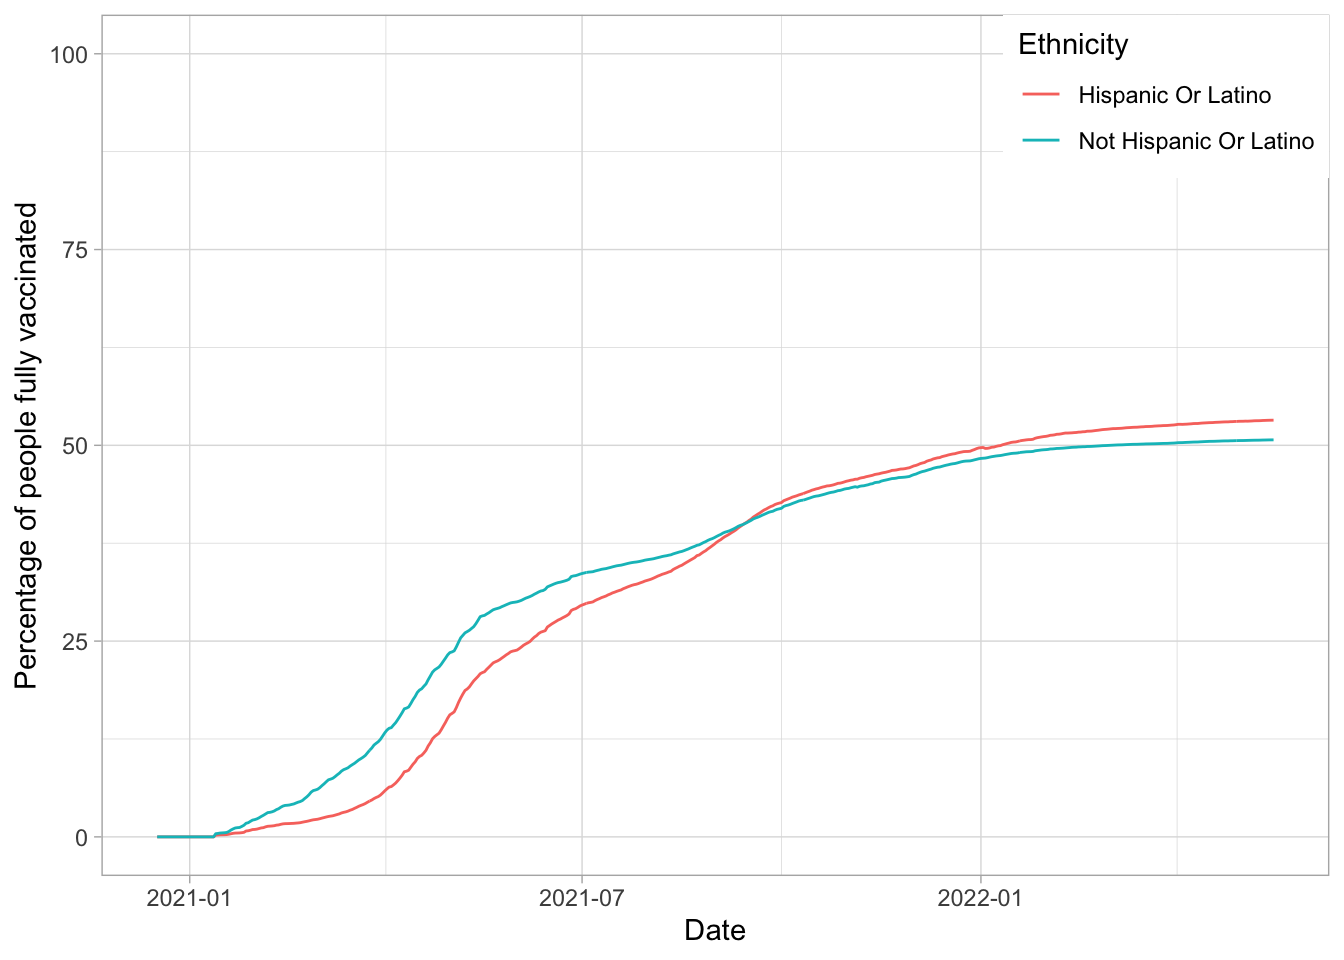 Ethnicity
Hispanic Or Latino
Not Hispanic Or Latino
Percentage of people fully vaccinated
100
75
50
25
0
2021-01
2021-07
2022-01
Date